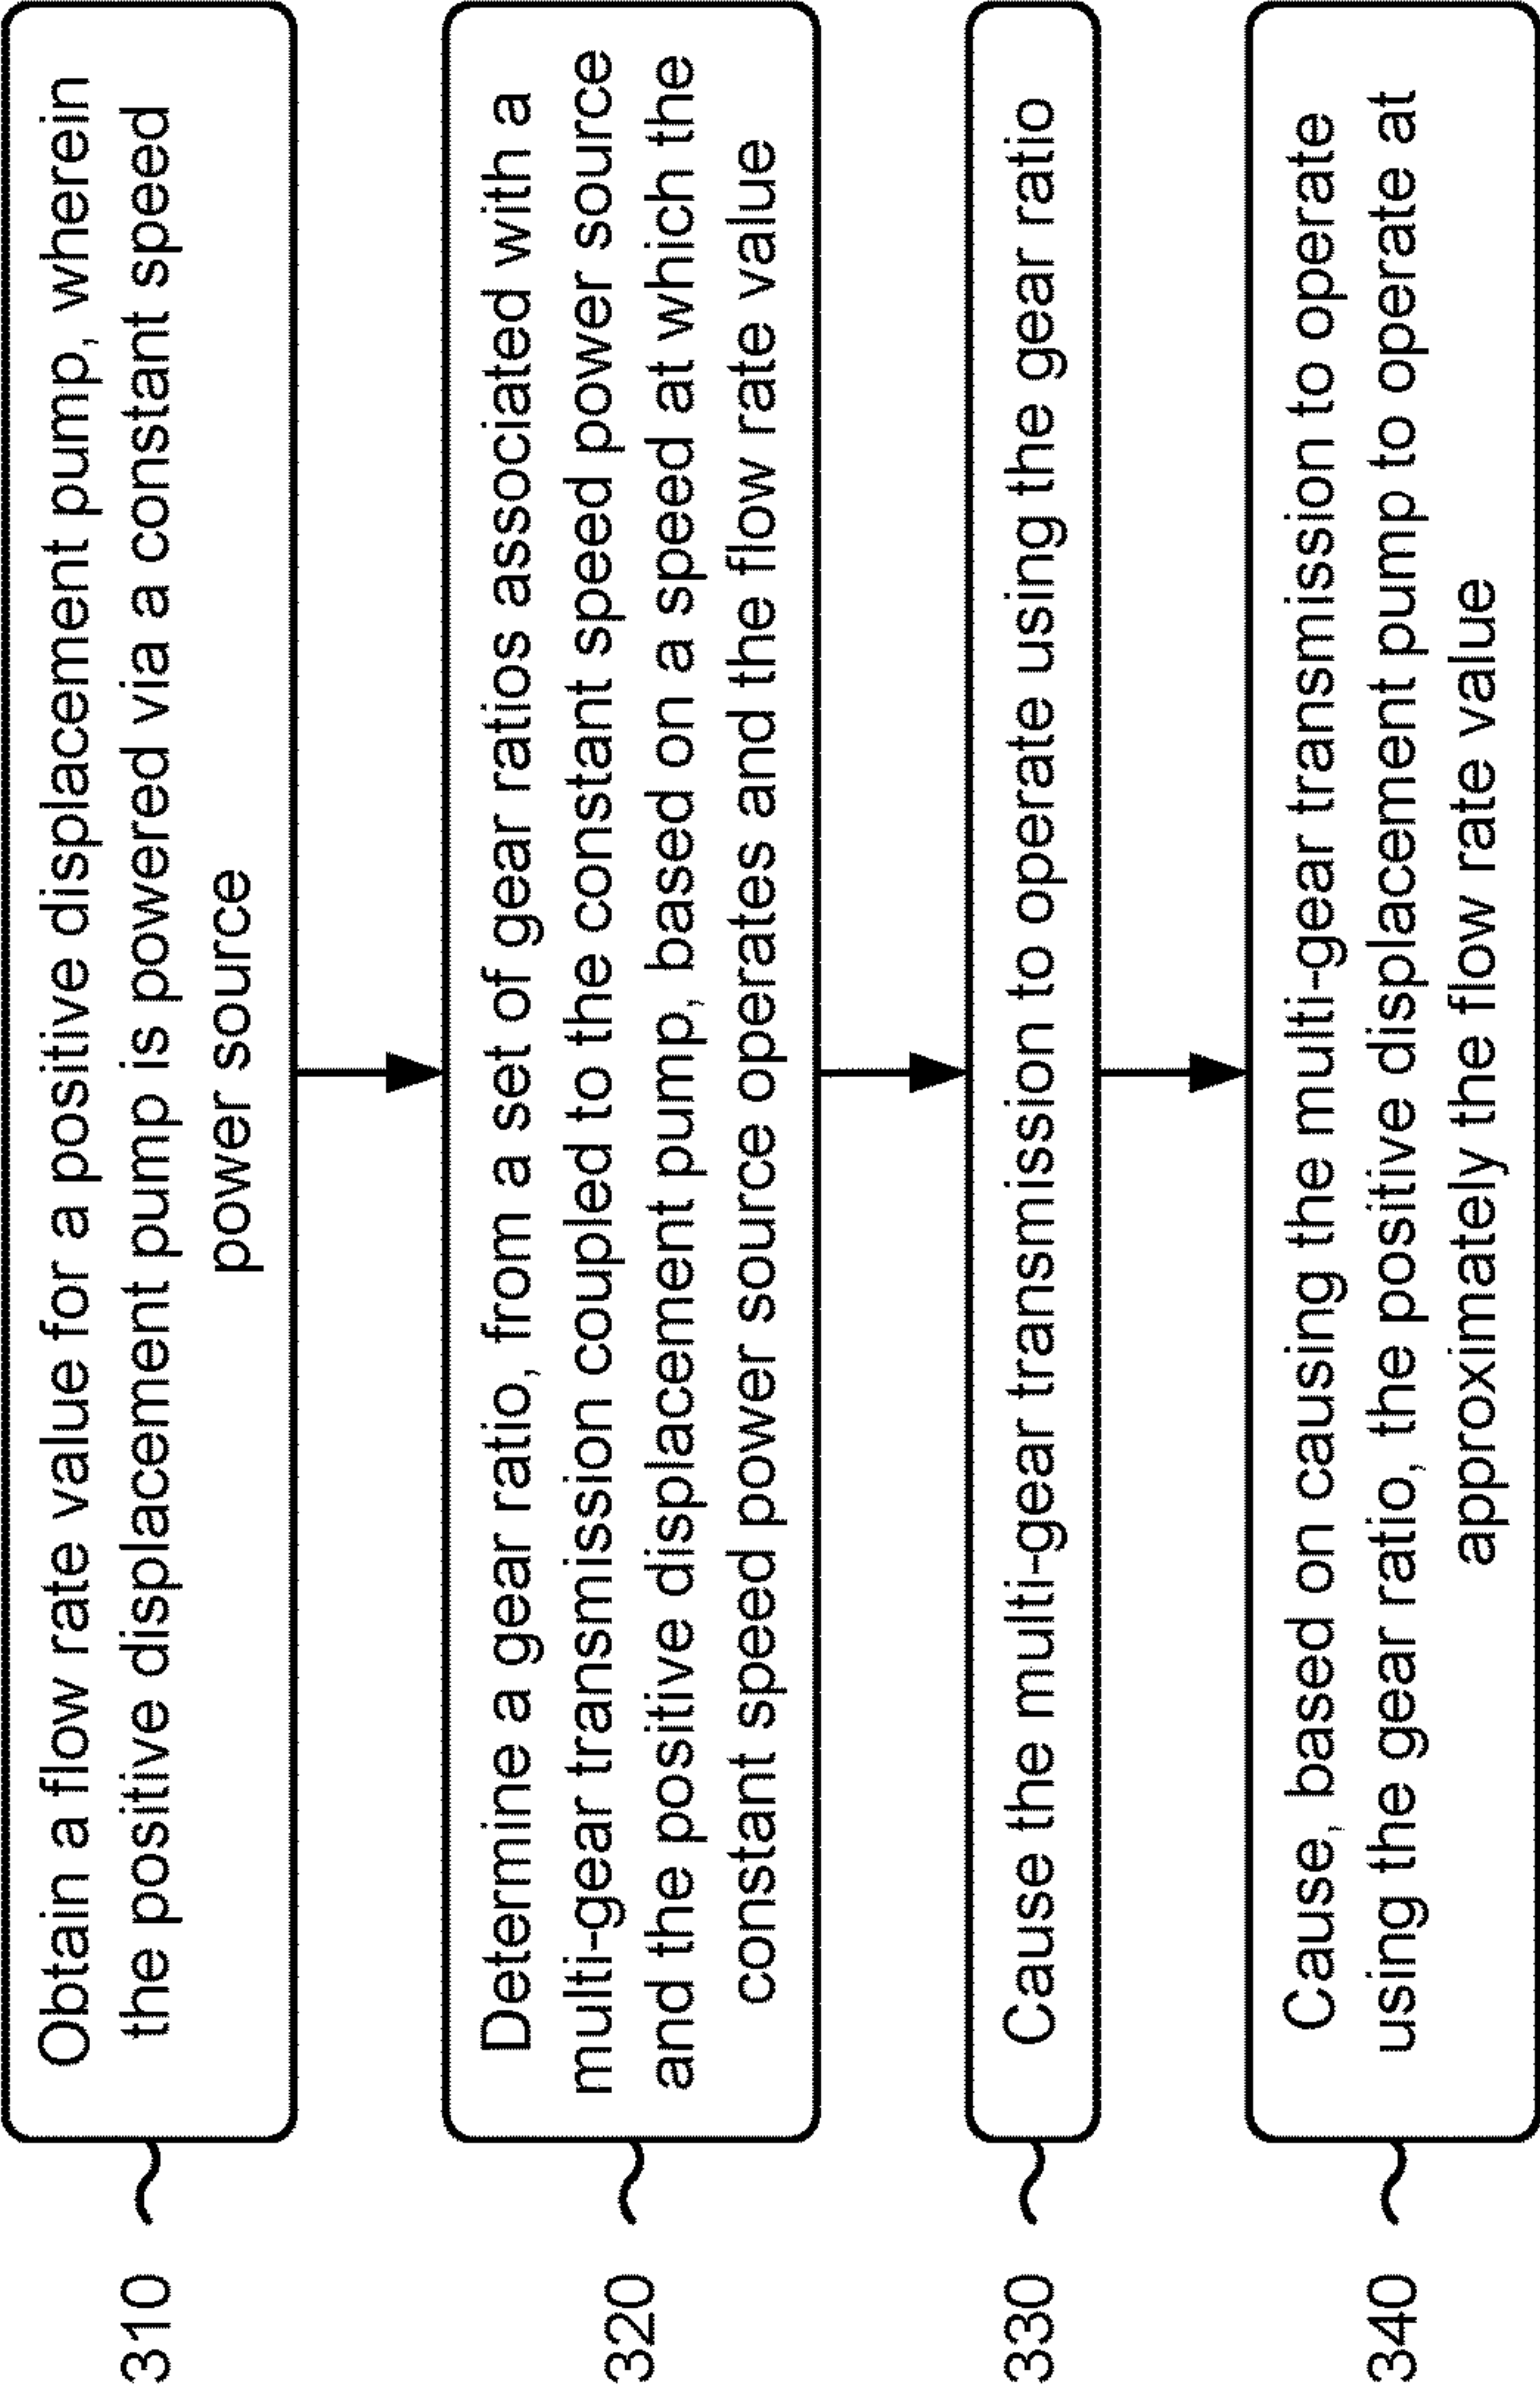 310
Obtain a flow rate value for a positive displacement pump, wherein
the positive displacement pump is powered via a constant speed
power source
320
Determine a gear ratio, from a set of gear ratios associated with a
multi-gear transmission coupled to the constant speed power source
and the positive displacement pump, based on a speed at which the
constant speed power source operates and the flow rate value
330
Cause the multi-gear transmission to operate using the gear ratio
340
Cause, based on causing the multi-gear transmission to operate
using the gear ratio, the positive displacement pump to operate at
approximately the flow rate value